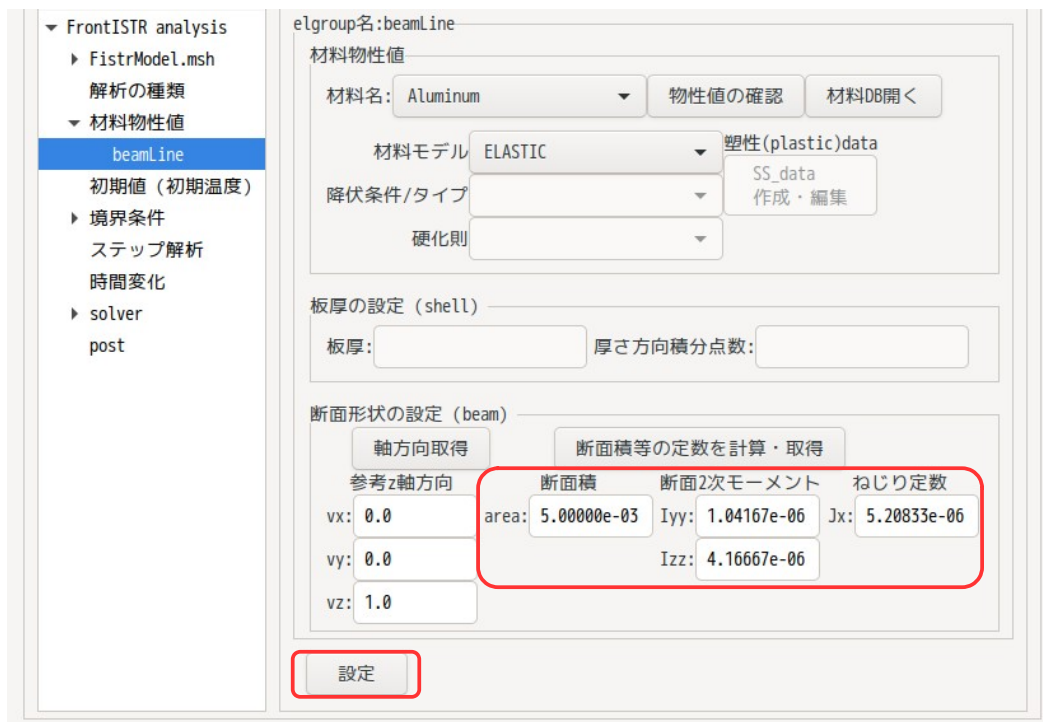 FrontISTR analysis
FistrModel.msh
解析の種類
材料物性値
beamLine
初期値 (初期温度)
境界条件
ステップ解析
時間変化
solver
post
elgroup名:beamLine
材料物性値
材料名: Aluminum 物性値の確認 材料DB開く
材料モデル ELASTIC 塑性(plastic)data
降伏条件/タイプ SS_data
作成・編集
硬化則
板厚の設定 (shell)
板厚: 厚さ方向積分点数:
断面形状の設定 (beam)
軸方向取得 断面積等の定数を計算・取得
参考z軸方向 断面積 断面2次モーメント ねじり定数
vx: 0.0 area: 5.00000e-03 Iyy: 1.04167e-06 Jx: 5.20833e-06
vy: 0.0 Izz: 4.16667e-06
vz: 1.0
設定